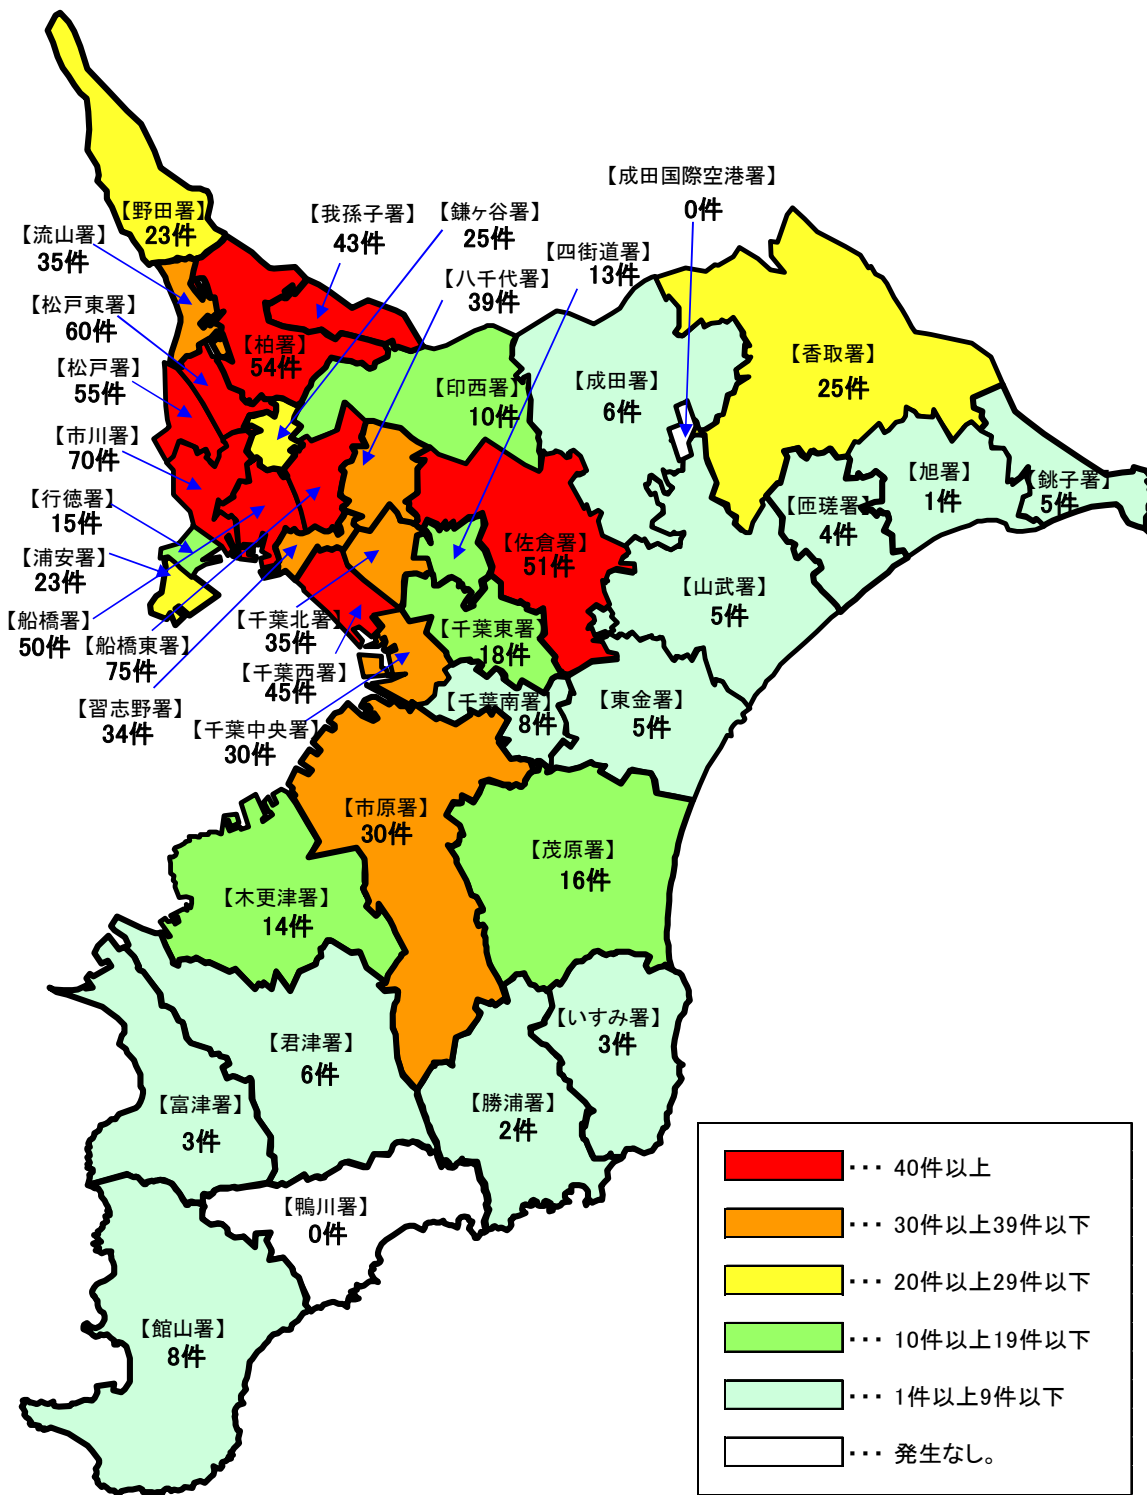 【成田国際空港署】
0件
【野田署】
23件
【我孫子署】
43件
【鎌ヶ谷署】
25件
【流山署】
35件
【四街道署】
13件
【八千代署】
39件
【松戸東署】
60件
【柏署】
54件
【松戸署】
55件
【印西署】
10件
【成田署】
6件
【香取署】
25件
【市川署】
70件
【行徳署】
15件
【旭署】
1件
【銚子署】
5件
【匝瑳署】
4件
【佐倉署】
51件
【浦安署】
23件
【山武署】
5件
【船橋署】
50件
【船橋東署】
75件
【千葉北署】
35件
【千葉東署】
18件
【千葉西署】
45件
【習志野署】
34件
【千葉中央署】
30件
【千葉南署】
8件
【東金署】
5件
【市原署】
30件
【茂原署】
16件
【木更津署】
14件
【いすみ署】
3件
【君津署】
6件
【勝浦署】
2件
【富津署】
3件
【鴨川署】
0件
【館山署】
8件
・・・ 40件以上
・・・ 30件以上39件以下
・・・ 20件以上29件以下
・・・ 10件以上19件以下
・・・ 1件以上9件以下
・・・ 発生なし。